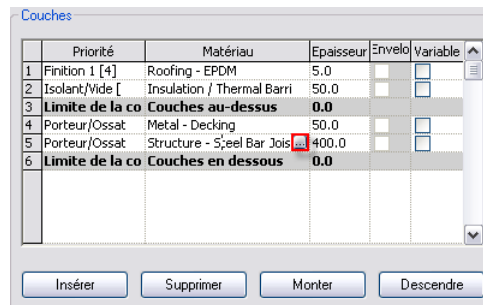 Couches
Priorité Matériau Epaisseur Envelo Variable
1 Finition 1 [4] Roofing - EPDM 5.0
2 Isolant/Vide [ Insulation / Thermal Barri 50.0
3 Limite de la co Couches au-dessus 0.0
4 Porteur/Ossat Metal - Decking 50.0
5 Porteur/Ossat Structure - Steel Bar Jois ... 400.0
6 Limite de la co Couches en dessous 0.0
Insérer Supprimer Monter Descendre